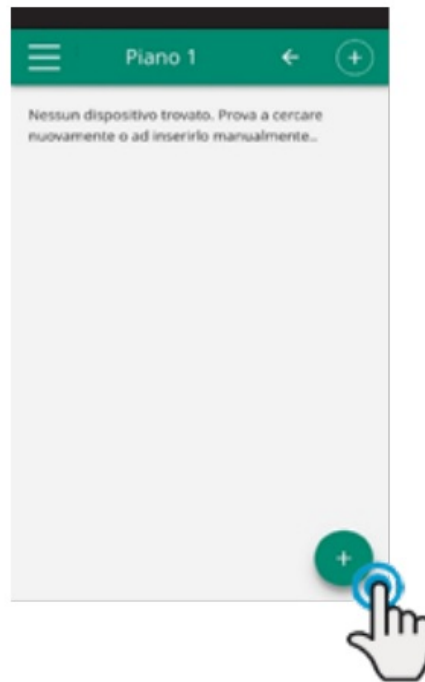 Piano 1
Nessun dispositivo trovato. Prova a cercare
nuovamente o ad inserirlo manualmente..